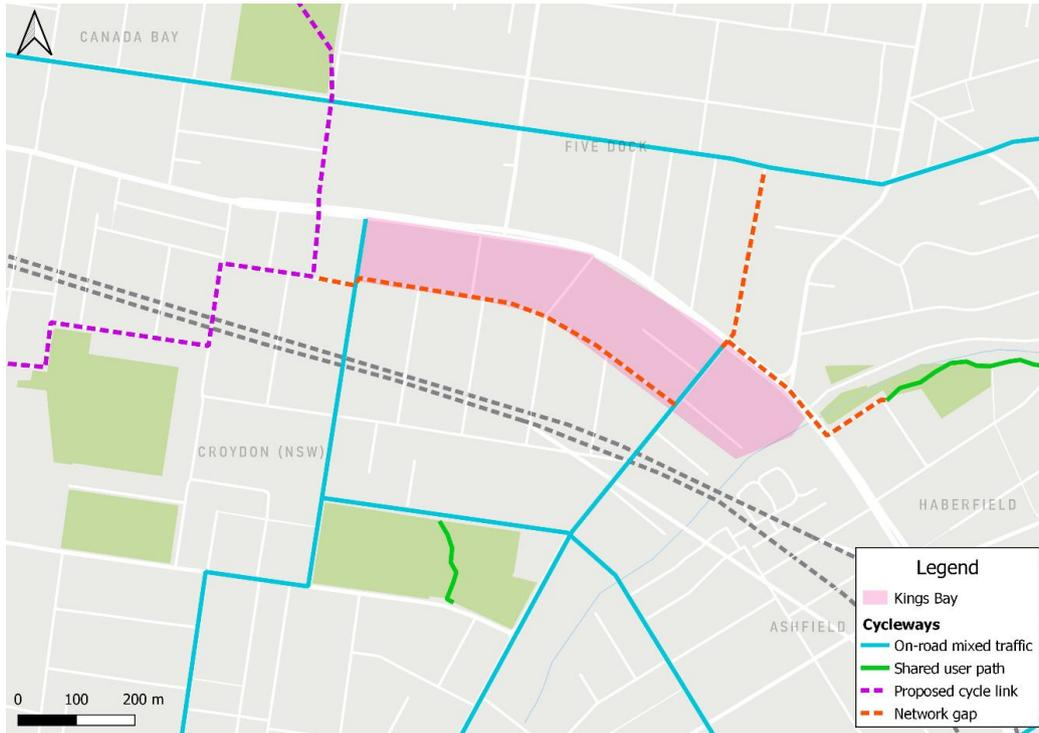 CANADA BAY
FIVE DOCK
CROYDON (NSW)
HABERFIELD
ASHFIELD
Legend
Kings Bay
Cycleways
On-road mixed traffic
Shared user path
Proposed cycle link
Network gap
0 100 200 m